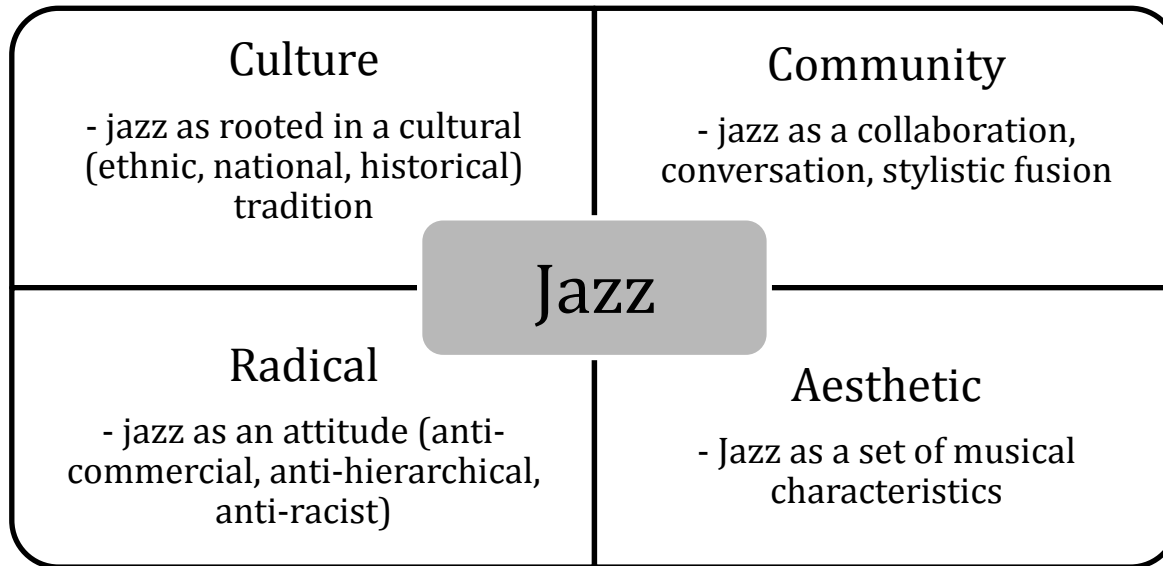 Culture
- jazz as rooted in a cultural
(ethnic, national, historical)
tradition
Community
- jazz as a collaboration,
conversation, stylistic fusion
Jazz
Radical
- jazz as an attitude (anti-
commercial, anti-hierarchical,
anti-racist)
Aesthetic
- Jazz as a set of musical
characteristics